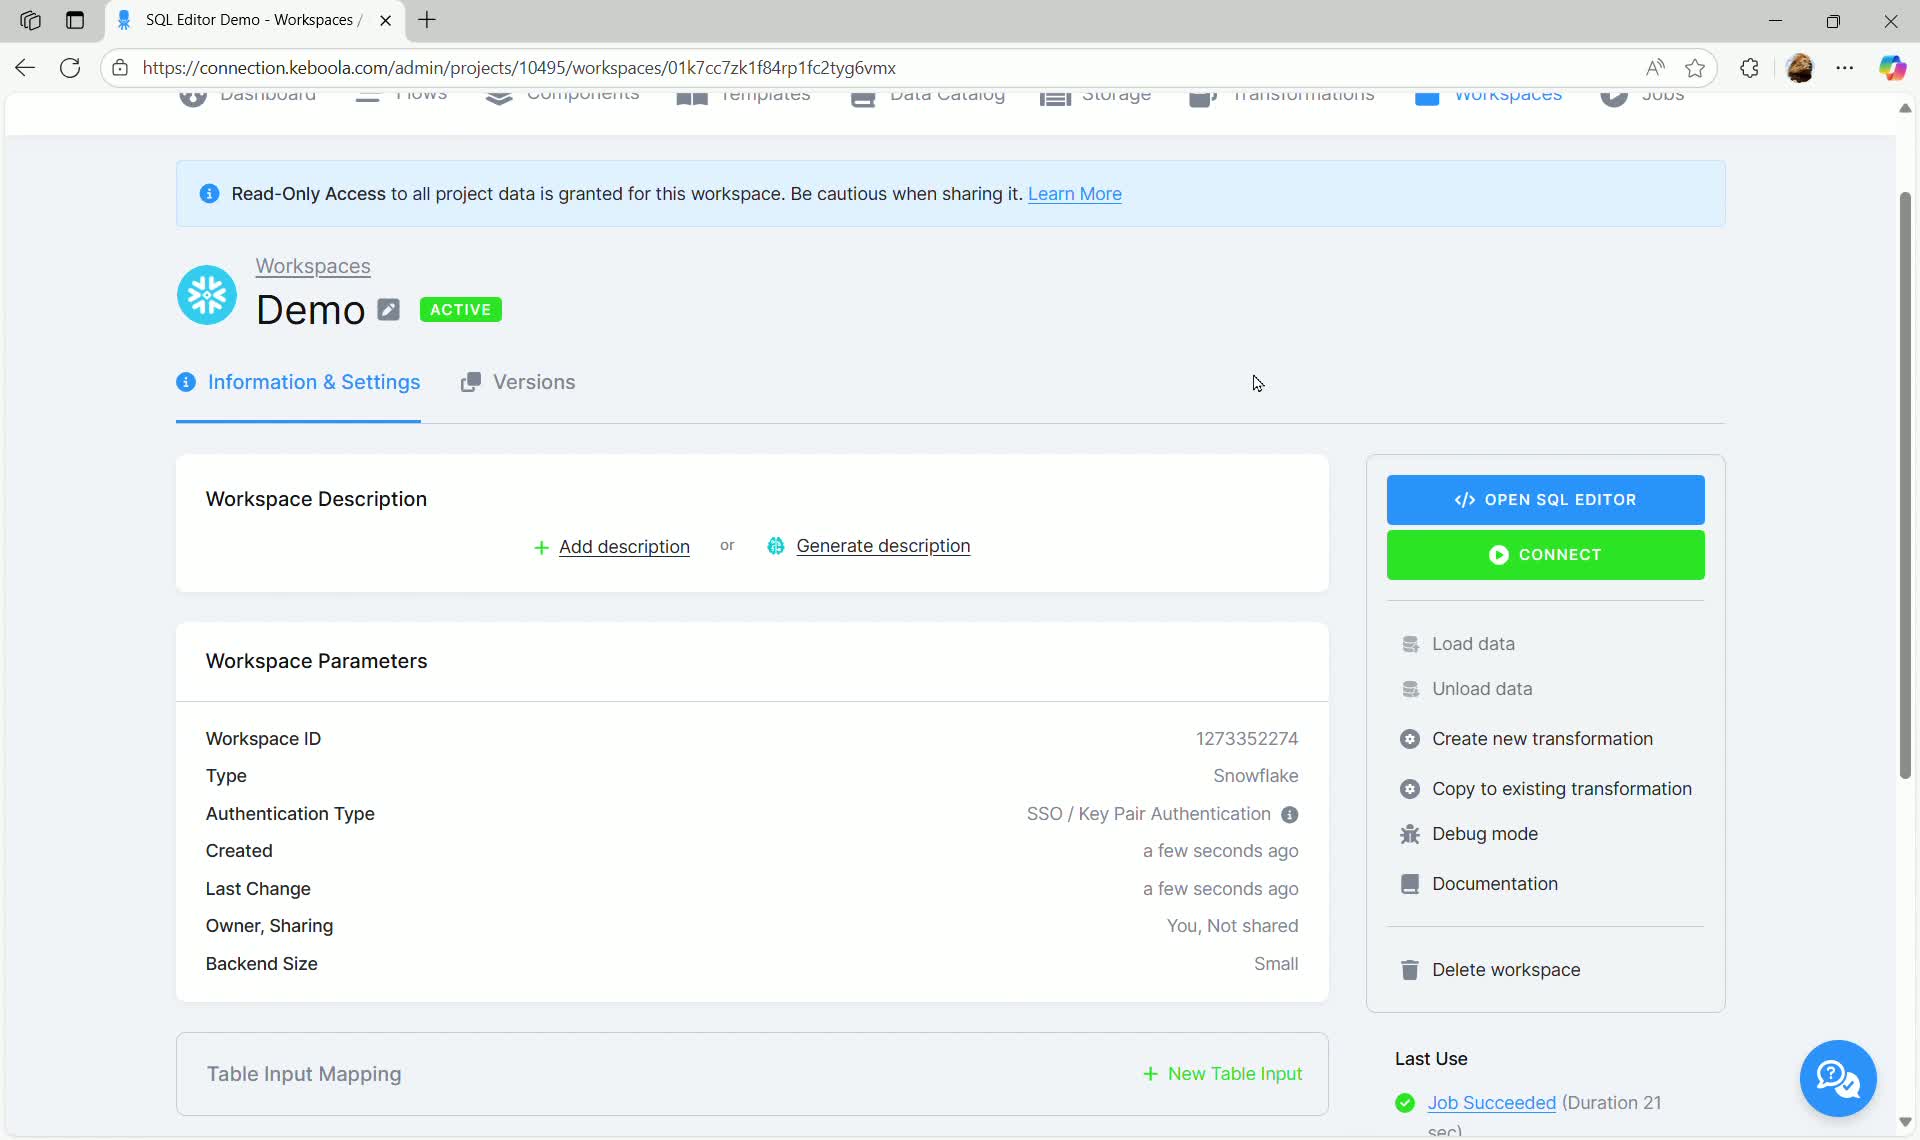 SQL Editor Demo - Workspaces /
https://connection.keboola.com/admin/projects/10495/workspaces/01k7cc7zk1f84rp1fc2tyg6vmx
Dashboard Flows Components Templates Data Catalog Storage Transformations Workspaces Jobs
Read-Only Access to all project data is granted for this workspace. Be cautious when sharing it. Learn More
Workspaces
Demo ACTIVE
Information & Settings Versions
Workspace Description
Add description or Generate description
</> OPEN SQL EDITOR
CONNECT
Load data
Unload data
Create new transformation
Copy to existing transformation
Debug mode
Documentation
Delete workspace
Workspace Parameters
Workspace ID 1273352274
Type Snowflake
Authentication Type SSO / Key Pair Authentication
Created a few seconds ago
Last Change a few seconds ago
Owner, Sharing You, Not shared
Backend Size Small
Table Input Mapping + New Table Input
Last Use
Job Succeeded (Duration 21
sec)